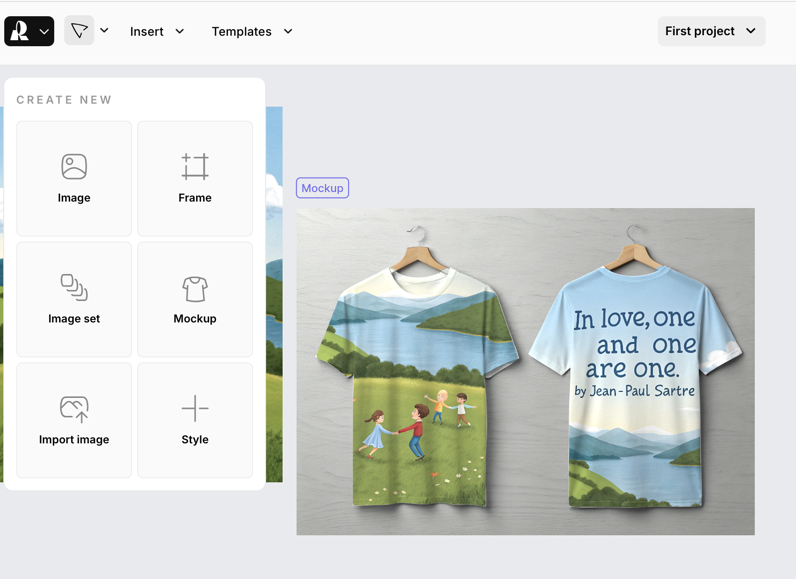 Insert
Templates
First project
CREATE NEW
Image
Frame
Image set
Mockup
Import image
Style
Mockup
In love, one
and one
are one.
by Jean-Paul Sartre